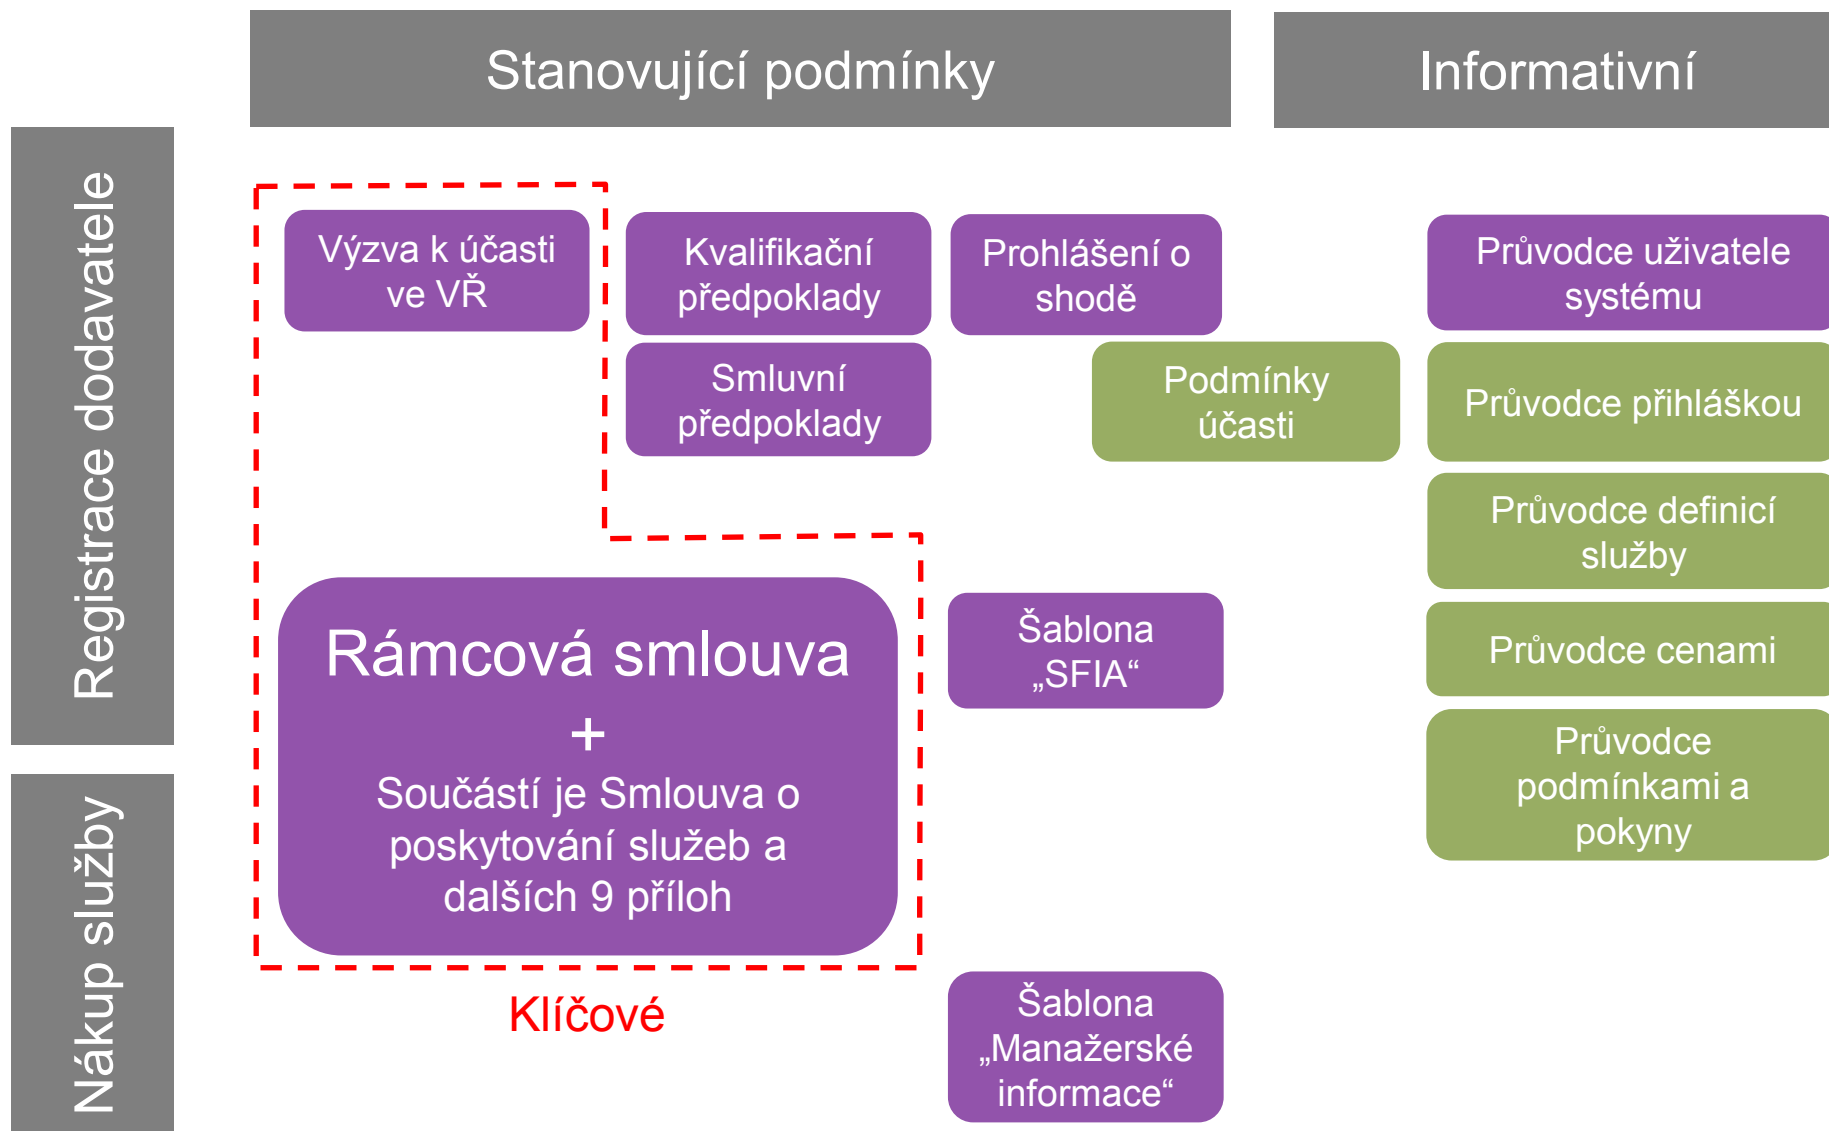 Stanovující podmínky
Informativní
Registrace dodavatele
Výzva k účasti
ve VŘ
Kvalifikační
předpoklady
Prohlášení o
shodě
Průvodce uživatele
systému
Smluvní
předpoklady
Podmínky
účasti
Průvodce přihláškou
Průvodce definicí
služby
Rámcová smlouva
+
Součástí je Smlouva o
poskytování služeb a
dalších 9 příloh
Šablona
„SFIA“
Průvodce cenami
Průvodce
podmínkami a
pokyny
Nákup služby
Klíčové
Šablona
„Manažerské
informace“